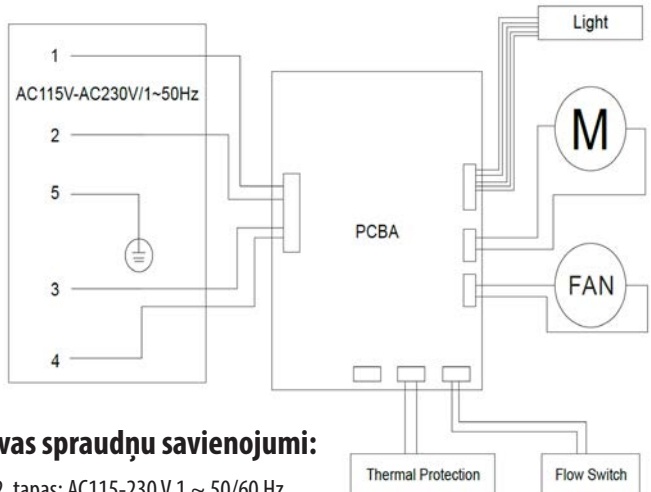 Light
1
AC115V-AC230V/1~50Hz
M
2
5
PCBA
FAN
3
4
vas spraudņu savienojumi:
Thermal Protection
Flow Switch
2. tapas: AC115-230 V 1 ~ 50/60 Hz